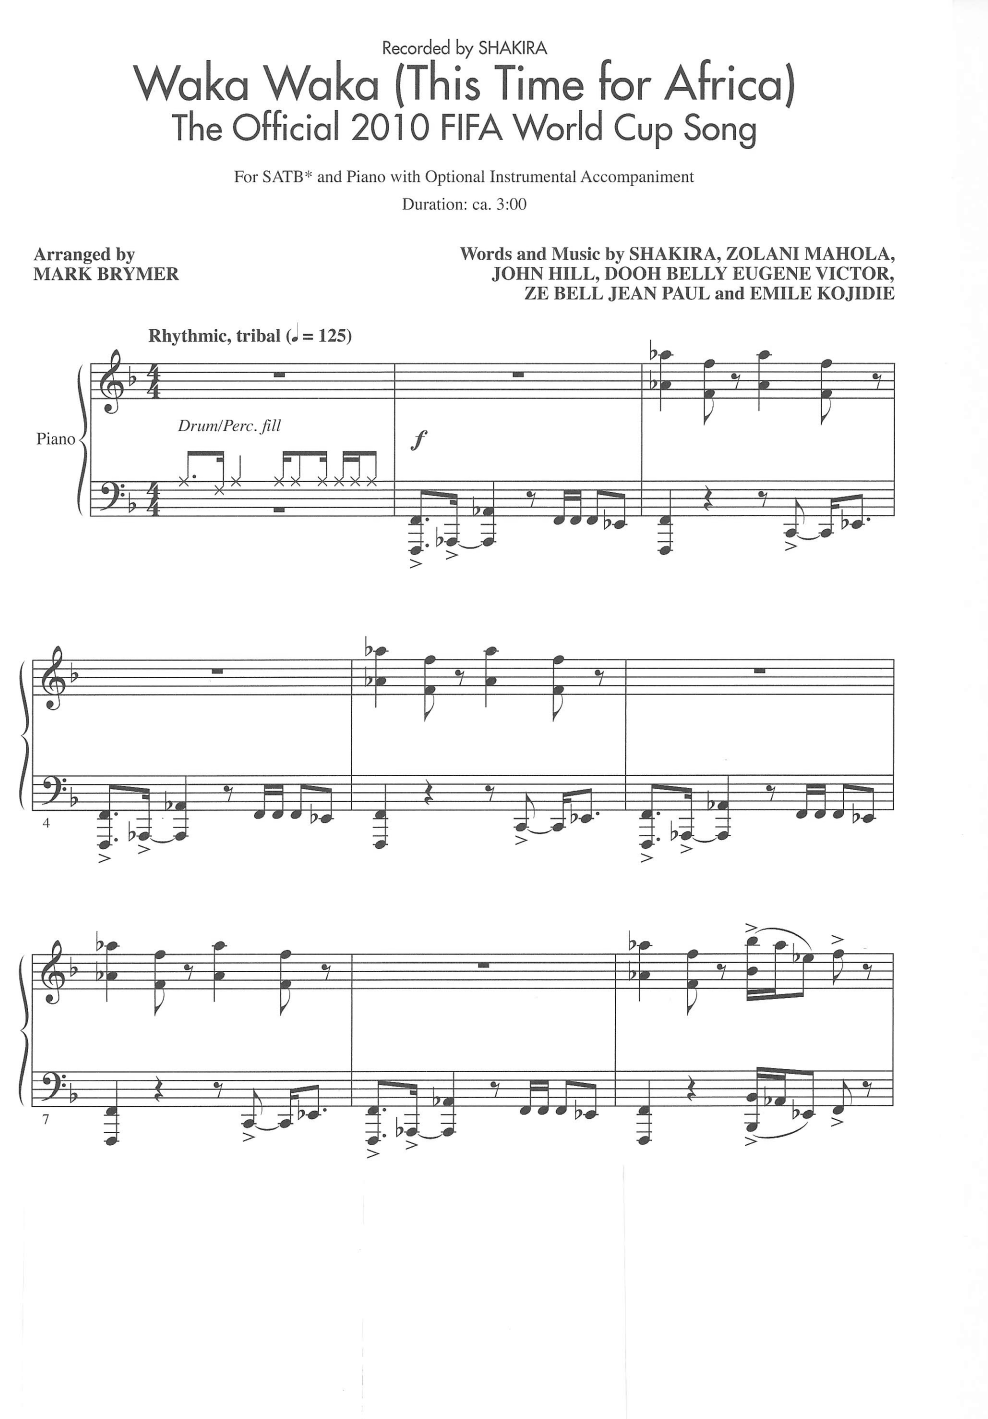 Recorded by SHAKIRA
Waka Waka (This Time for Africa)
The Official 2010 FIFA World Cup Song
For SATB* and Piano with Optional Instrumental Accompaniment
Duration: ca. 3:00
Arranged by
MARK BRYMER
Words and Music by SHAKIRA, ZOLANI MAHOLA,
JOHN HILL, DOOH BELLY EUGENE VICTOR,
ZE BELL JEAN PAUL and EMILE KOJIDIE
Rhythmic, tribal (♩ = 125)
Drum/Perc. fill
Piano
f
4
7